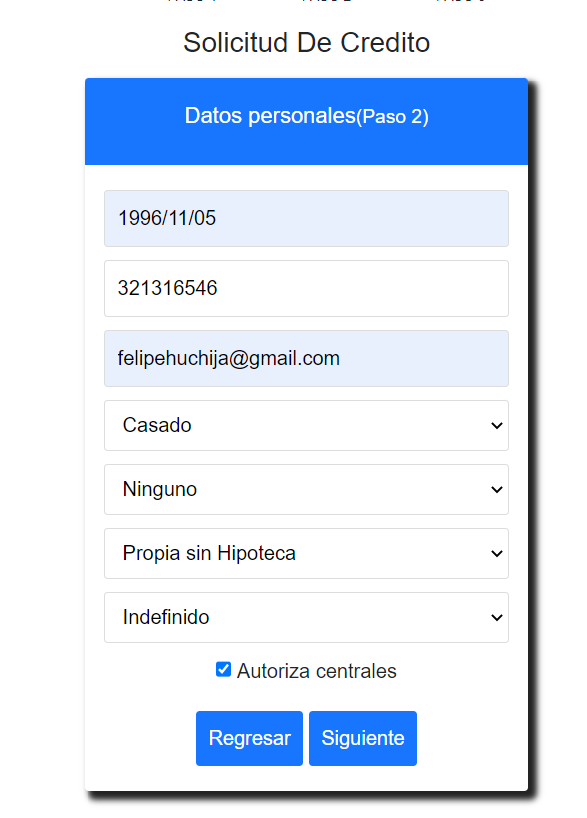 Solicitud De Credito
Datos personales(Paso 2)
1996/11/05
321316546
felipehuchija@gmail.com
Casado
Ninguno
Propia sin Hipoteca
Indefinido
Autoriza centrales
Regresar Siguiente